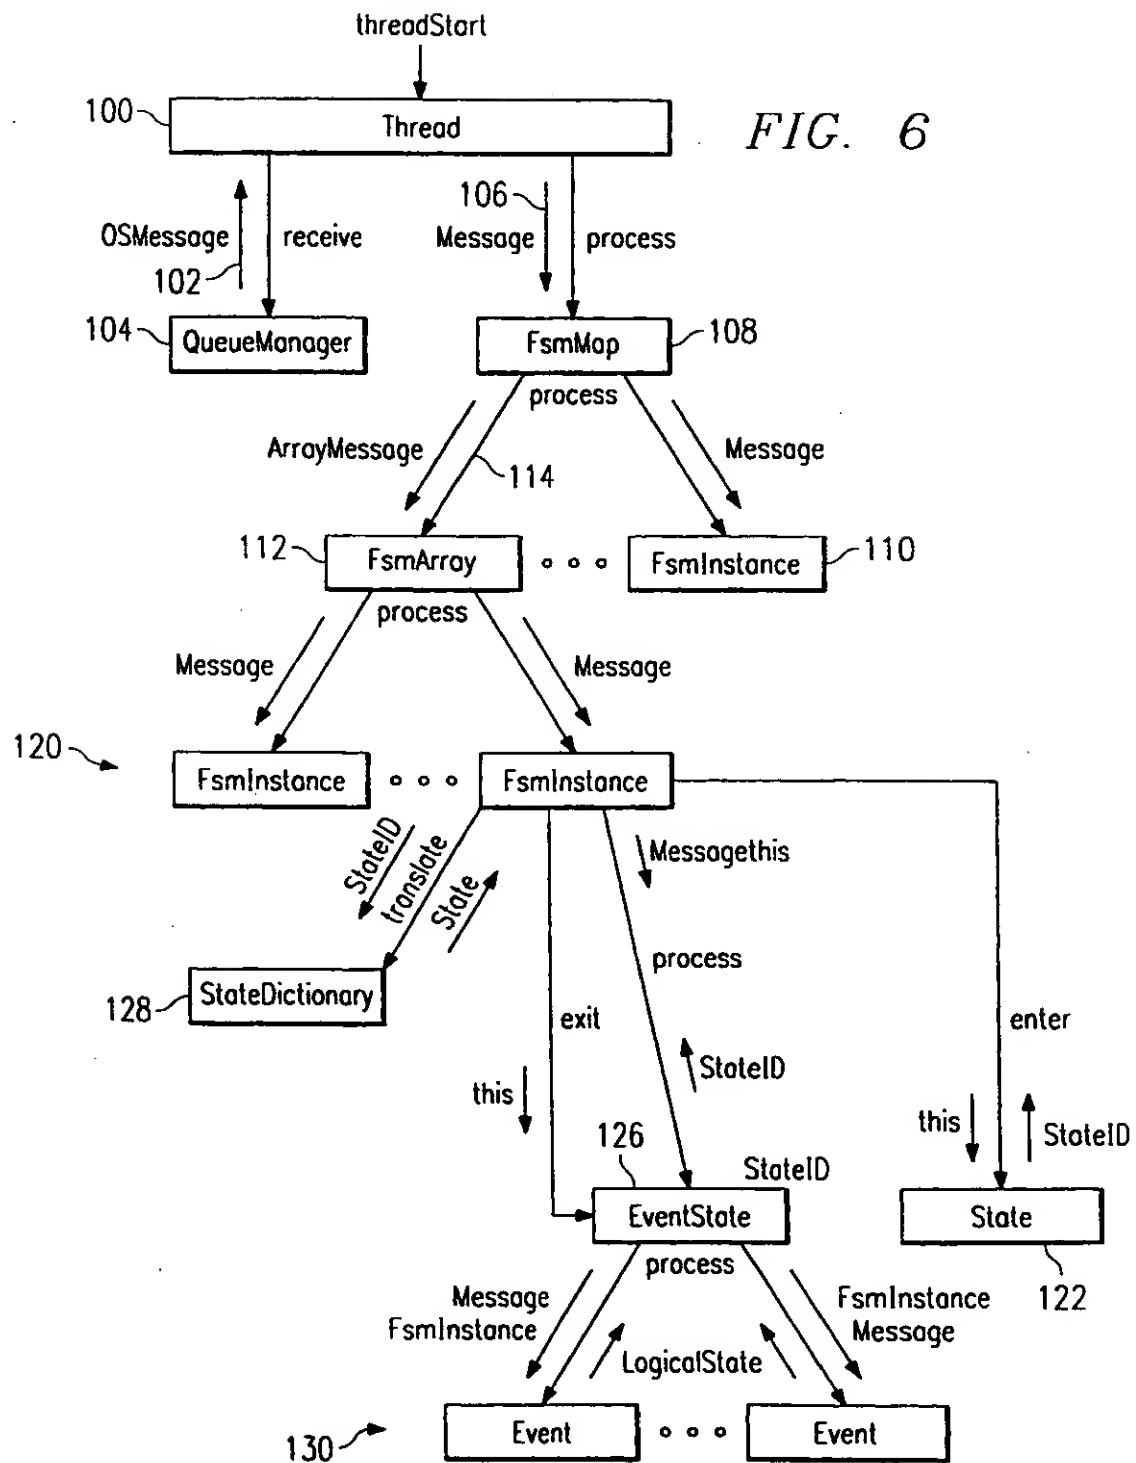 threadStart
100
Thread
FIG. 6
106
OSMessage
receive
Message
process
102
104
QueueManager
FsmMap
108
process
ArrayMessage
Message
114
112
FsmArray
FsmInstance
110
process
Message
Message
120
FsmInstance
FsmInstance
StateID
translate
State
Messagethis
process
128
StateDictionary
exit
enter
StateID
this
this
StateID
126
StateID
EventState
State
process
122
Message
FsmInstance
FsmInstance
Message
LogicalState
130
Event
Event